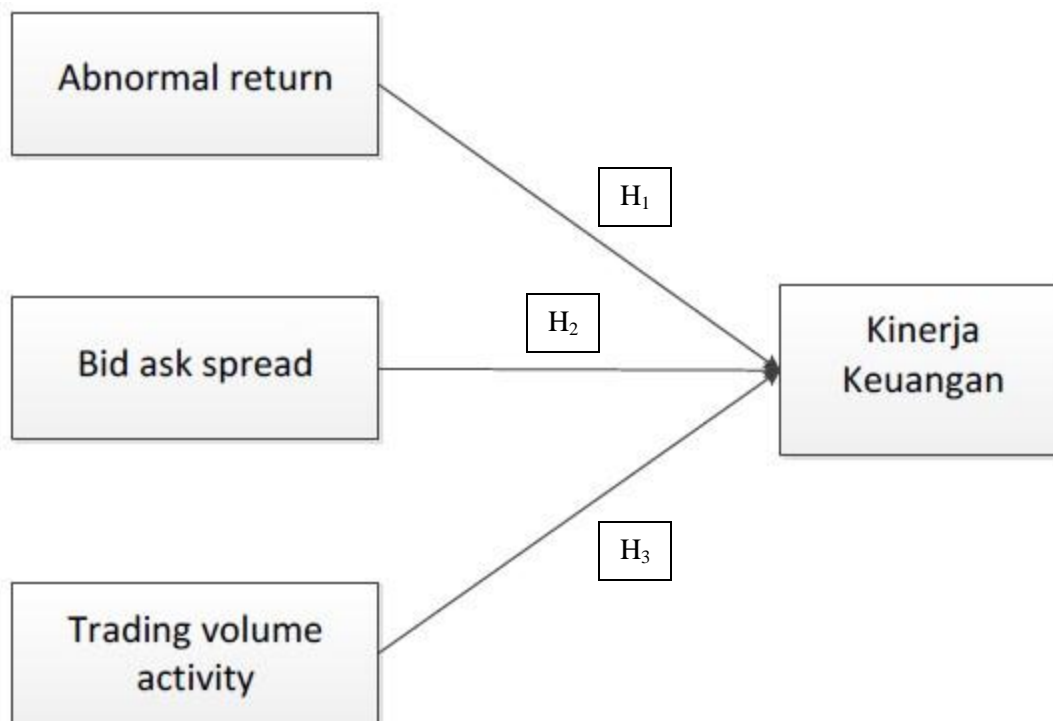 Abnormal return
H₁
H₂
Bid ask spread
Kinerja
Keuangan
H₃
Trading volume
activity